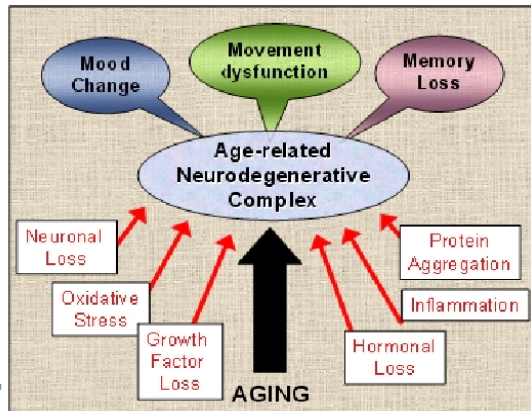 Mood
Change
Movement
dysfunction
Memory
Loss
Age-related
Neurodegenerative
Complex
Neuronal
Loss
Oxidative
Stress
Growth
Factor
Loss
Protein
Aggregation
Inflammation
Hormonal
Loss
AGING